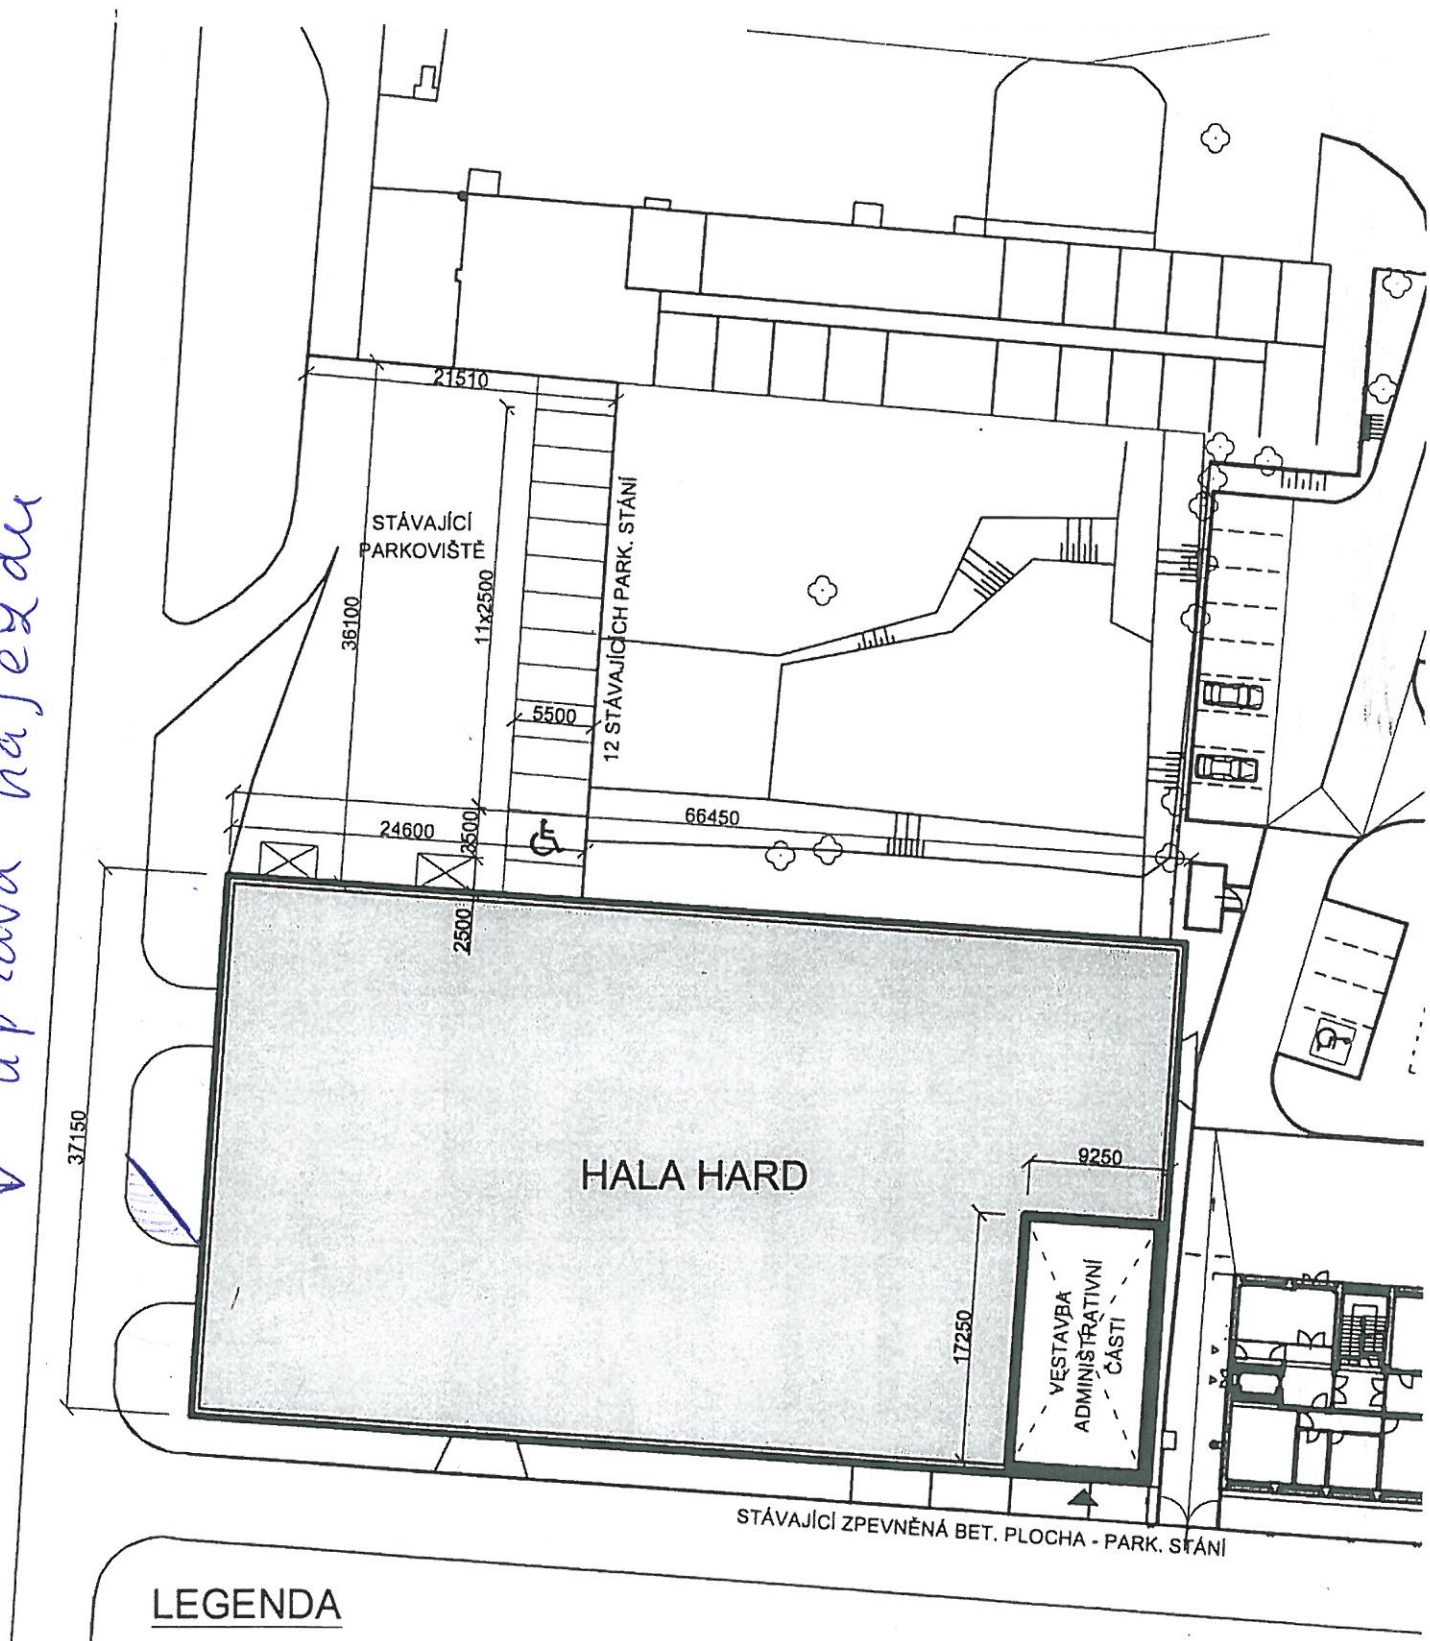 21510
STÁVAJÍCÍ
PARKOVIŠTĚ
36100
11x2500
12 STÁVAJÍCÍCH PARK. STÁNÍ
5500
24600
2500
66450
2500
37150
úprava nájezdu
HALA HARD
9250
17250
VESTAVBA
ADMINISTRATIVNÍ
ČÁSTI
STÁVAJÍCÍ ZPEVNĚNÁ BET. PLOCHA - PARK. STÁNÍ
LEGENDA